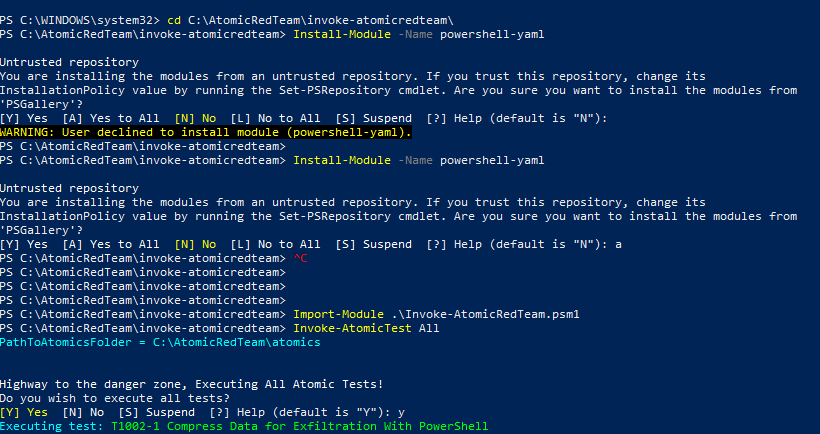 PS C:\WINDOWS\system32> cd C:\AtomicRedTeam\invoke-atomicredteam\
PS C:\AtomicRedTeam\invoke-atomicredteam> Install-Module -Name powershell-yaml
Untrusted repository
You are installing the modules from an untrusted repository. If you trust this repository, change its
InstallationPolicy value by running the Set-PSRepository cmdlet. Are you sure you want to install the modules from
'PSGallery'?
[Y] Yes  [A] Yes to All  [N] No  [L] No to All  [S] Suspend  [?] Help (default is "N"):
WARNING: User declined to install module (powershell-yaml).
PS C:\AtomicRedTeam\invoke-atomicredteam>
PS C:\AtomicRedTeam\invoke-atomicredteam> Install-Module -Name powershell-yaml
Untrusted repository
You are installing the modules from an untrusted repository. If you trust this repository, change its
InstallationPolicy value by running the Set-PSRepository cmdlet. Are you sure you want to install the modules from
'PSGallery'?
[Y] Yes  [A] Yes to All  [N] No  [L] No to All  [S] Suspend  [?] Help (default is "N"): a
PS C:\AtomicRedTeam\invoke-atomicredteam> ^C
PS C:\AtomicRedTeam\invoke-atomicredteam>
PS C:\AtomicRedTeam\invoke-atomicredteam>
PS C:\AtomicRedTeam\invoke-atomicredteam>
PS C:\AtomicRedTeam\invoke-atomicredteam> Import-Module .\Invoke-AtomicRedTeam.psm1
PS C:\AtomicRedTeam\invoke-atomicredteam> Invoke-AtomicTest All
PathToAtomicsFolder = C:\AtomicRedTeam\atomics
Highway to the danger zone, Executing All Atomic Tests!
Do you wish to execute all tests?
[Y] Yes  [N] No  [S] Suspend  [?] Help (default is "Y"): y
Executing test: T1002-1 Compress Data for Exfiltration With PowerShell